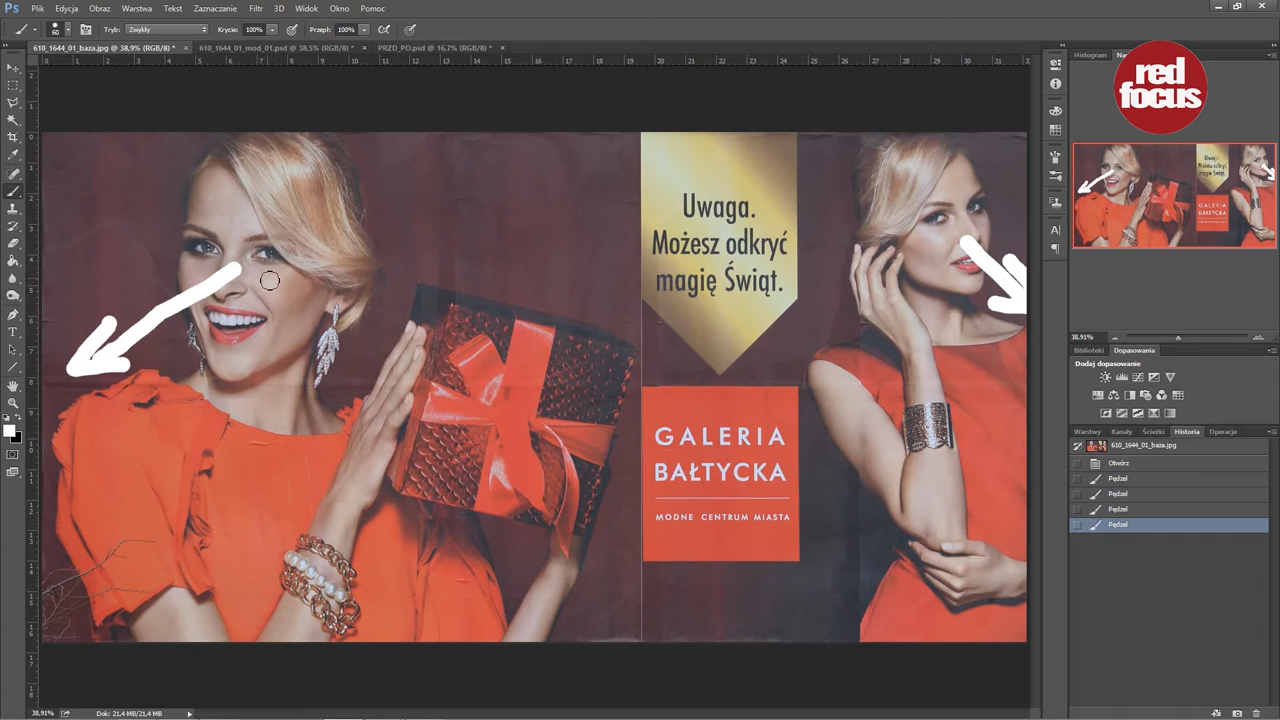 Ps Plik Edycja Obraz Warstwa Tekst Zaznaczanie Filtr 3D Widok Okno Pomoc
60 Tryb: Zwykły Krycie: 100% Przepł: 100%
610_1644_01_baza.jpg @ 38,9% (RGB/8) * × 610_1644_01_mod_01.psd @ 38,5% (RGB/8) * × PRZD_PO.psd @ 16,7% (RGB/8) * ×
Histogram
red
focus
Uwaga.
Możesz odkryć
magię Świąt.
GALERIA
BAŁTYCKA
MODNE CENTRUM MIASTA
38,91%
Biblioteki Dopasowania
Dodaj dopasowanie
Warstwy Kanały Ścieżki Historia Operacje
610_1644_01_baza.jpg
Otwórz
Pędzel
Pędzel
Pędzel
Pędzel
38,91% Dok: 21,4 MB/21,4 MB